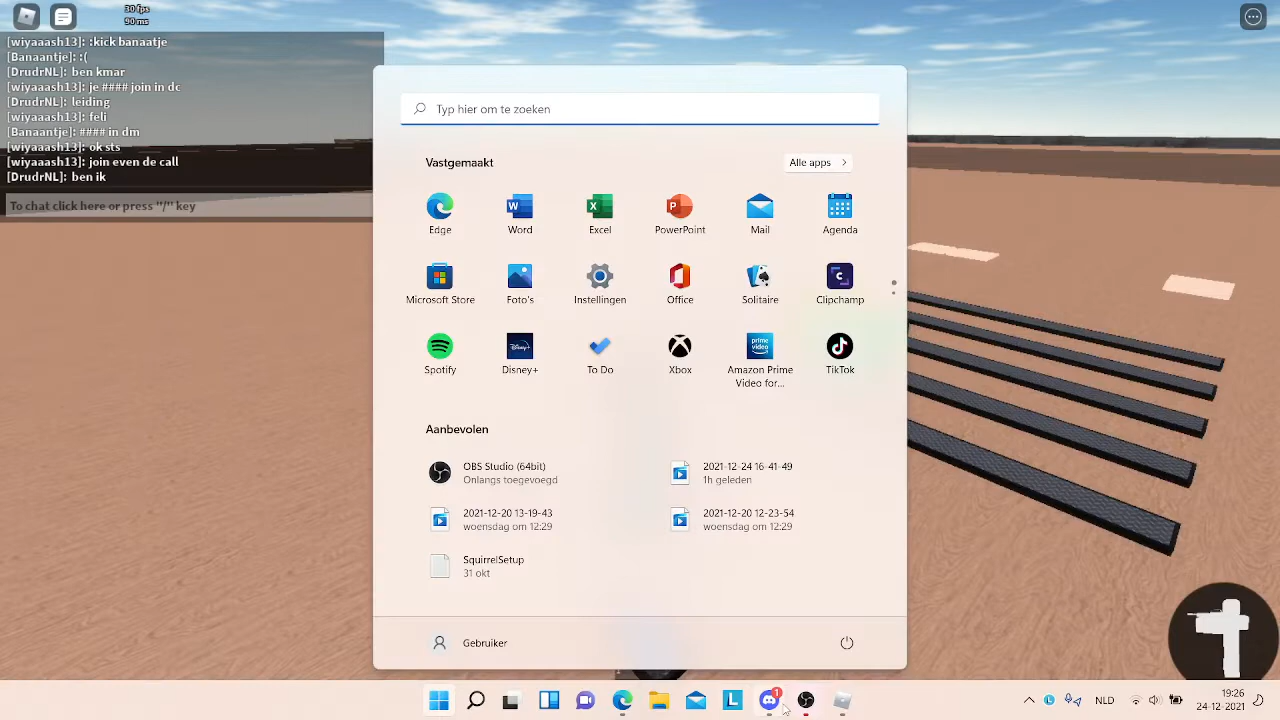 30 fps
90 ms
[wiyaaash13]: :kick banaatje
[Banaantje]: :(
[DrudrNL]: ben kmar
[wiyaaash13]: je #### join in dc
[DrudrNL]: leiding
[wiyaaash13]: feli
[Banaantje]: #### in dm
[wiyaaash13]: ok sts
[wiyaaash13]: join even de call
[DrudrNL]: ben ik
To chat click here or press "/" key
Typ hier om te zoeken
Vastgemaakt
Alle apps
Edge
Word
Excel
PowerPoint
Mail
Agenda
Microsoft Store
Foto's
Instellingen
Office
Solitaire
Clipchamp
Spotify
Disney+
To Do
Xbox
prime video
Amazon Prime
Video for...
TikTok
Aanbevolen
OBS Studio (64bit)
Onlangs toegevoegd
2021-12-24 16-41-49
1h geleden
2021-12-20 13-19-43
woensdag om 12:29
2021-12-20 12-23-54
woensdag om 12:29
SquirrelSetup
31 okt
Gebruiker
1
NLD
19:26
24-12-2021